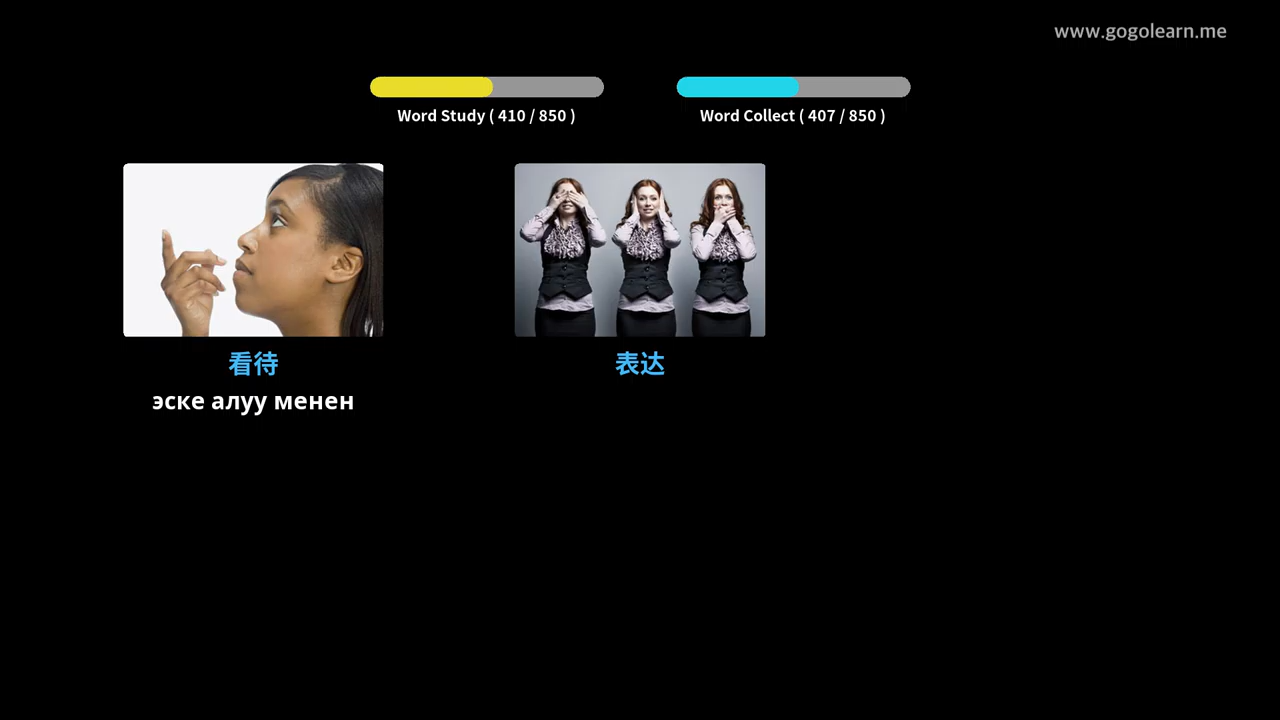 www.gogolearn.me
Word Study ( 410 / 850 )
Word Collect ( 407 / 850 )
看待
表达
эске алуу менен